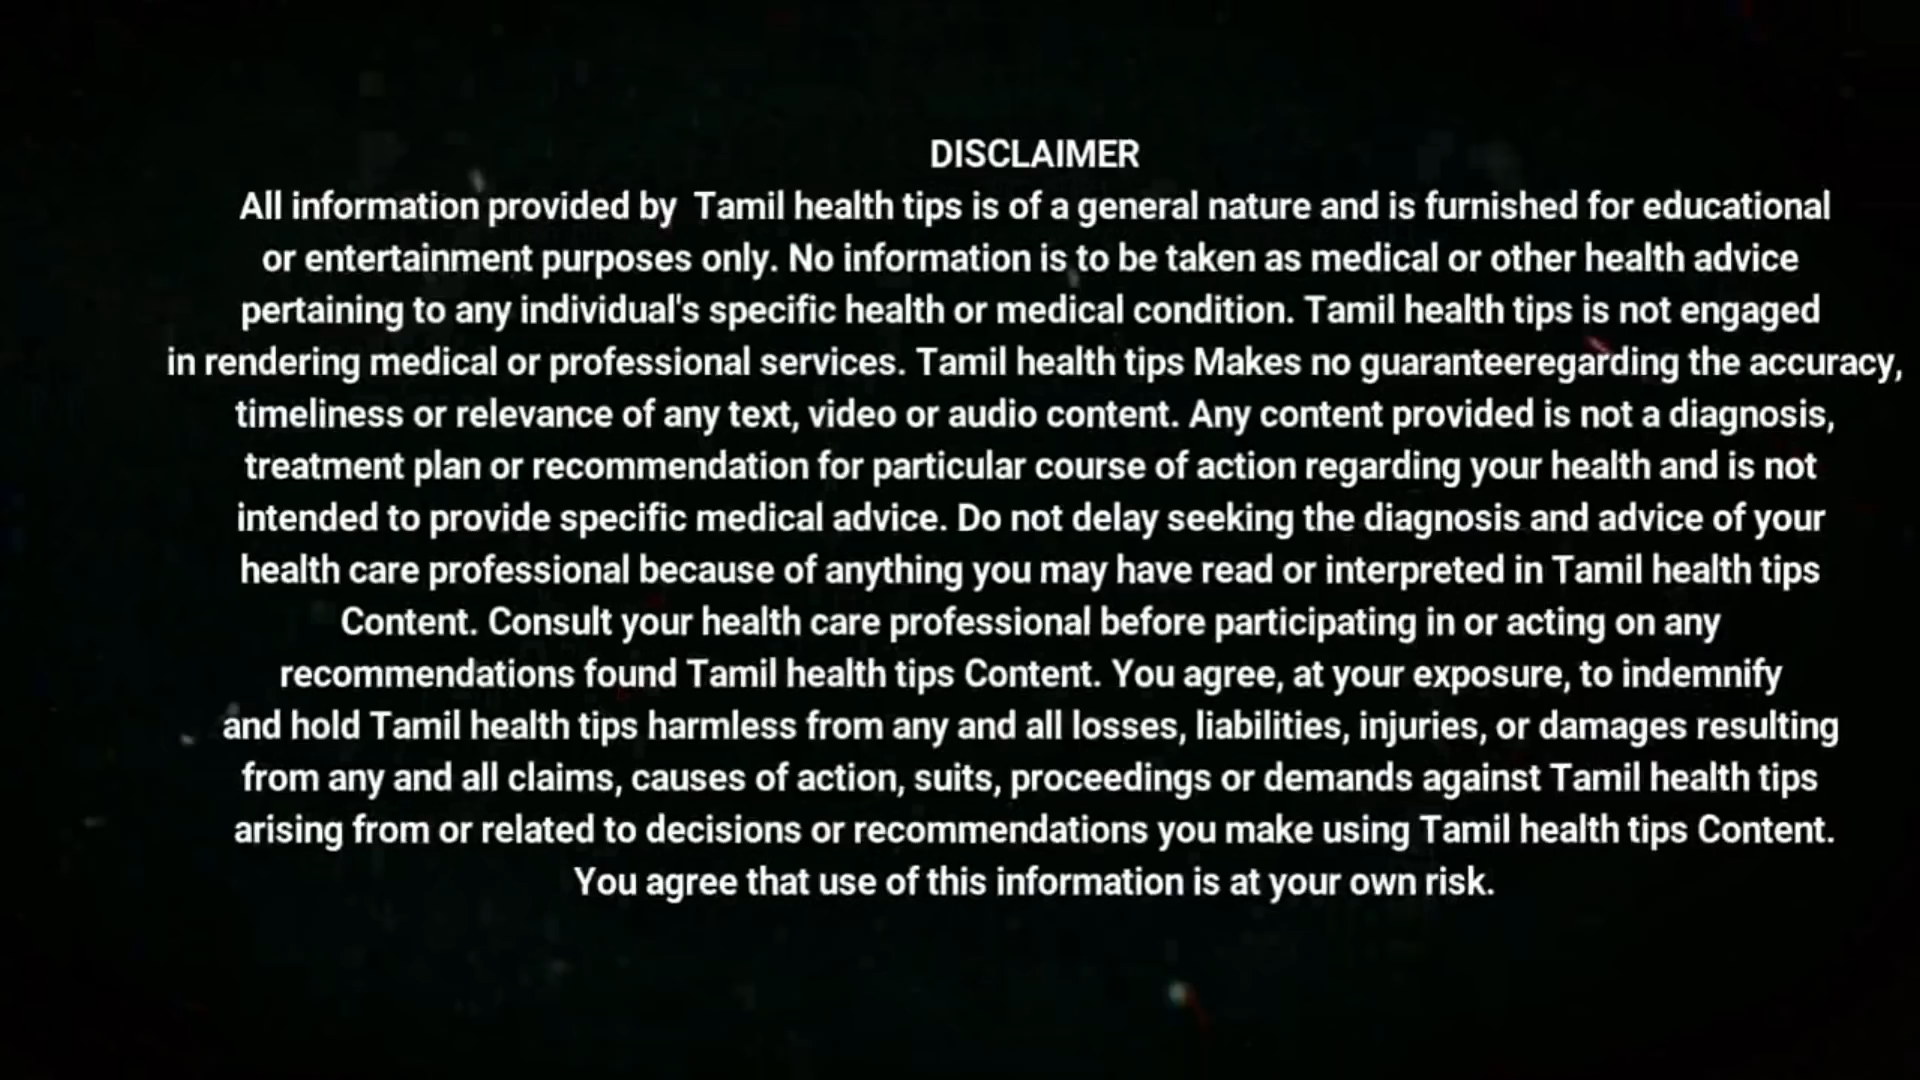 DISCLAIMER
All information provided by  Tamil health tips is of a general nature and is furnished for educational
or entertainment purposes only. No information is to be taken as medical or other health advice
pertaining to any individual's specific health or medical condition. Tamil health tips is not engaged
in rendering medical or professional services. Tamil health tips Makes no guaranteeregarding the accuracy,
timeliness or relevance of any text, video or audio content. Any content provided is not a diagnosis,
treatment plan or recommendation for particular course of action regarding your health and is not
intended to provide specific medical advice. Do not delay seeking the diagnosis and advice of your
health care professional because of anything you may have read or interpreted in Tamil health tips
Content. Consult your health care professional before participating in or acting on any
recommendations found Tamil health tips Content. You agree, at your exposure, to indemnify
and hold Tamil health tips harmless from any and all losses, liabilities, injuries, or damages resulting
from any and all claims, causes of action, suits, proceedings or demands against Tamil health tips
arising from or related to decisions or recommendations you make using Tamil health tips Content.
You agree that use of this information is at your own risk.